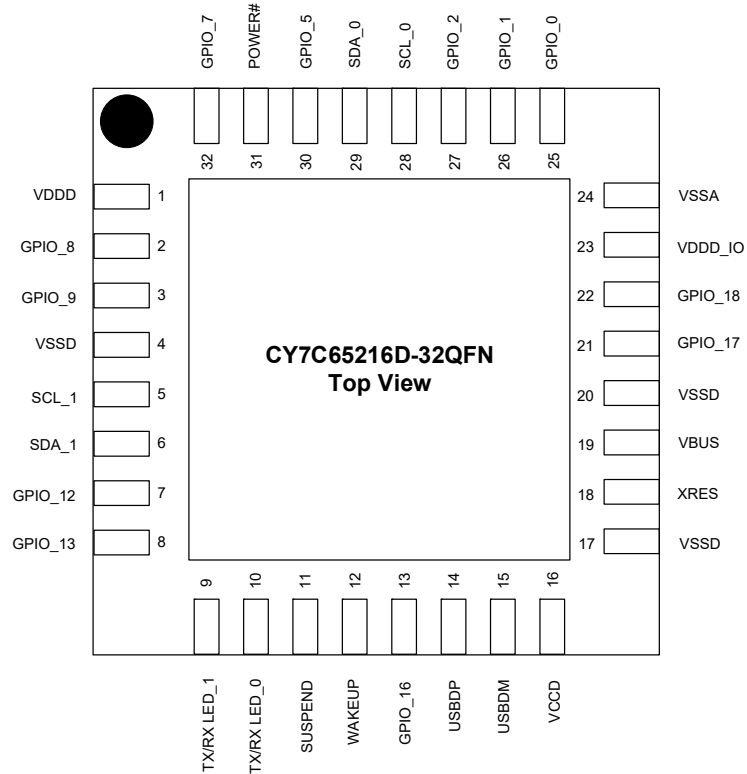 GPIO_7
POWER#
GPIO_5
SDA_0
SCL_0
GPIO_2
GPIO_1
GPIO_0
32
31
30
29
28
27
26
25
VDDD 1
GPIO_8 2
GPIO_9 3
VSSD 4
SCL_1 5
SDA_1 6
GPIO_12 7
GPIO_13 8
CY7C65216D-32QFN
Top View
24 VSSA
23 VDDD_IO
22 GPIO_18
21 GPIO_17
20 VSSD
19 VBUS
18 XRES
17 VSSD
9
10
11
12
13
14
15
16
TX/RX LED_1
TX/RX LED_0
SUSPEND
WAKEUP
GPIO_16
USBDP
USBDM
VCCD